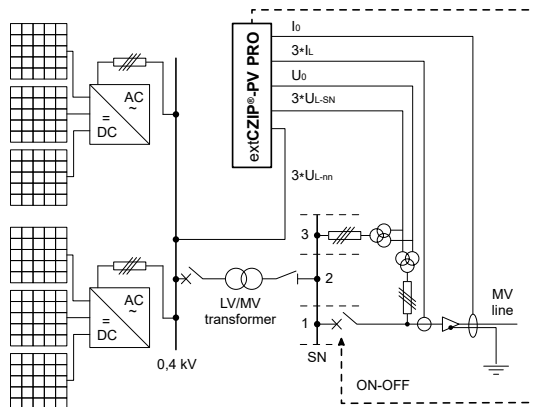 extCZIP®-PV PRO
I0
3*IL
U0
3*UL-SN
3*UL-nn
AC
~
=
DC
AC
~
=
DC
3
2
1
LV/MV
transformer
MV
line
0,4 kV
SN
ON-OFF